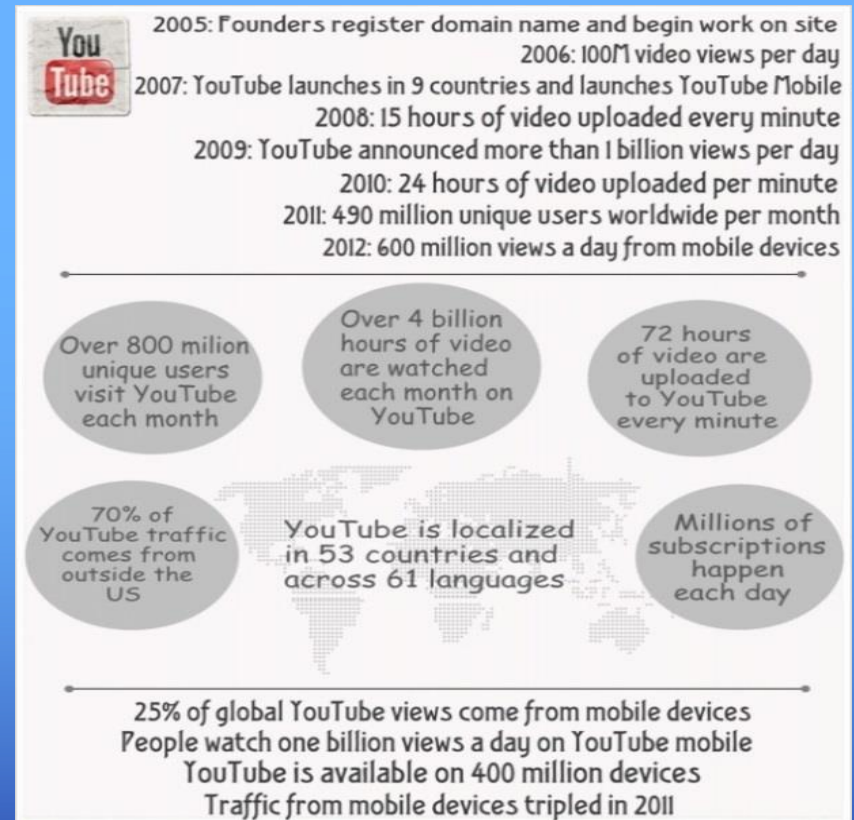 You
Tube
2005: Founders register domain name and begin work on site
2006: 100M video views per day
2007: YouTube launches in 9 countries and launches YouTube Mobile
2008: 15 hours of video uploaded every minute
2009: YouTube announced more than 1 billion views per day
2010: 24 hours of video uploaded per minute
2011: 490 million unique users worldwide per month
2012: 600 million views a day from mobile devices
Over 800 milion
unique users
visit YouTube
each month
Over 4 billion
hours of video
are watched
each month on
YouTube
72 hours
of video are
uploaded
to YouTube
every minute
70% of
YouTube traffic
comes from
outside the
US
YouTube is localized
in 53 countries and
across 61 languages
Millions of
subscriptions
happen
each day
25% of global YouTube views come from mobile devices
People watch one billion views a day on YouTube mobile
YouTube is available on 400 million devices
Traffic from mobile devices tripled in 2011